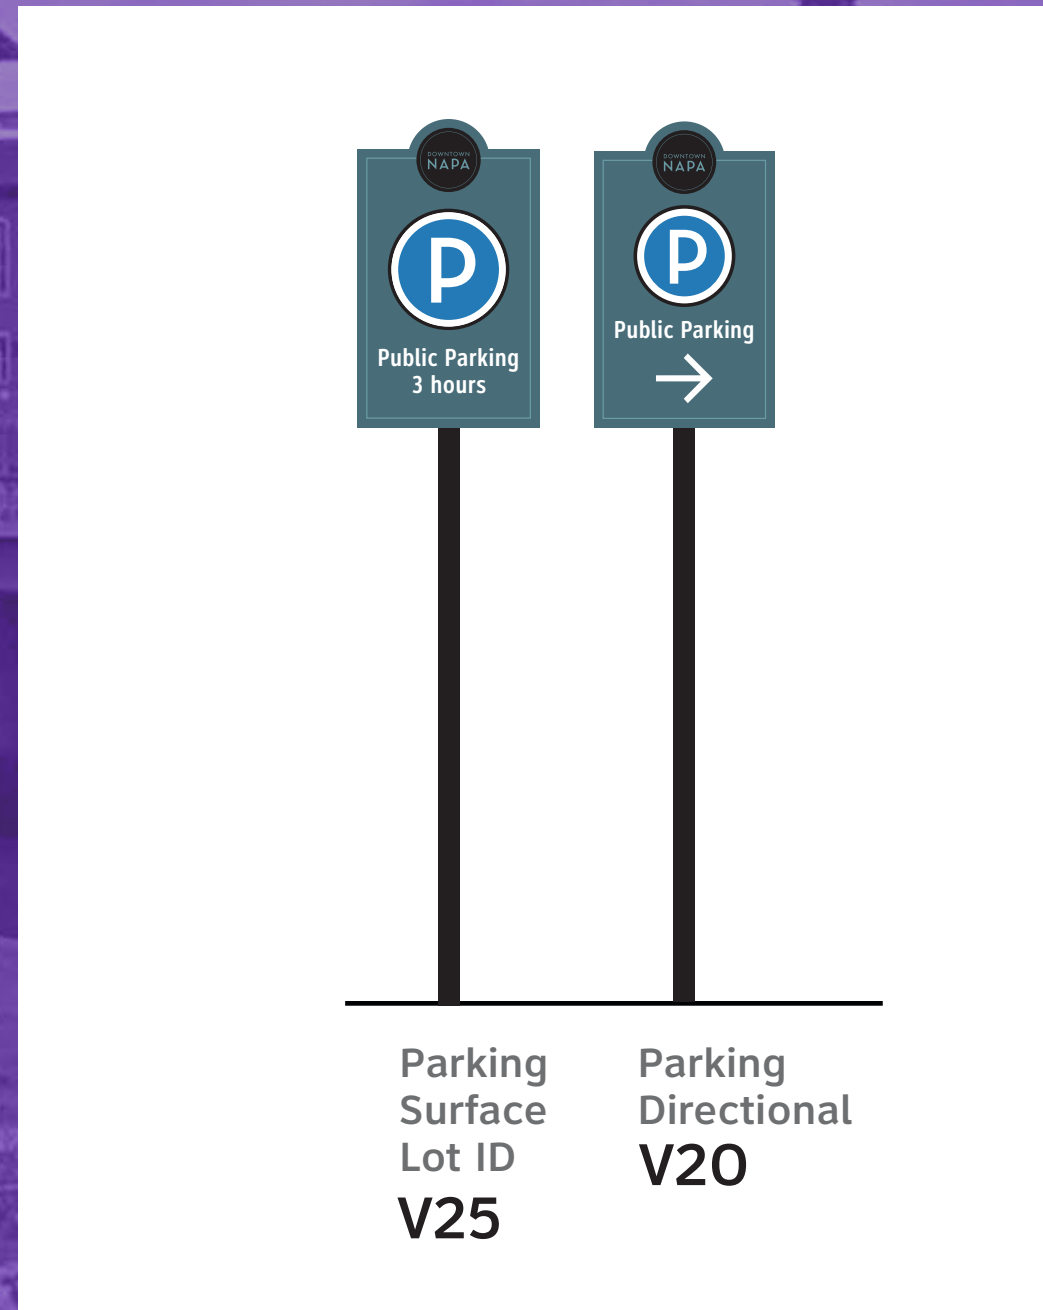 DOWNTOWN
NAPA
P
Public Parking
3 hours
DOWNTOWN
NAPA
P
Public Parking
Parking
Surface
Lot ID
V25
Parking
Directional
V20